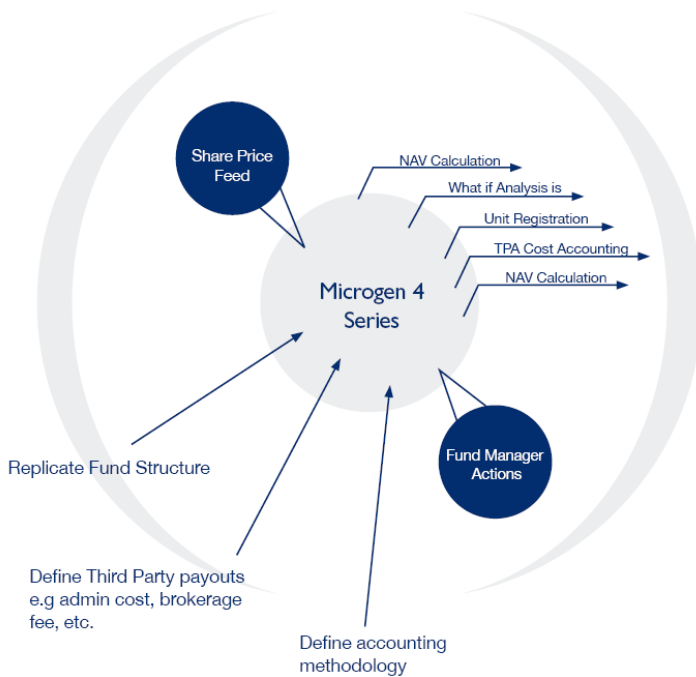 Share Price
Feed
NAV Calculation
What if Analysis is
Unit Registration
TPA Cost Accounting
NAV Calculation
Microgen 4
Series
Fund Manager
Actions
Replicate Fund Structure
Define Third Party payouts
e.g admin cost, brokerage
fee, etc.
Define accounting
methodology